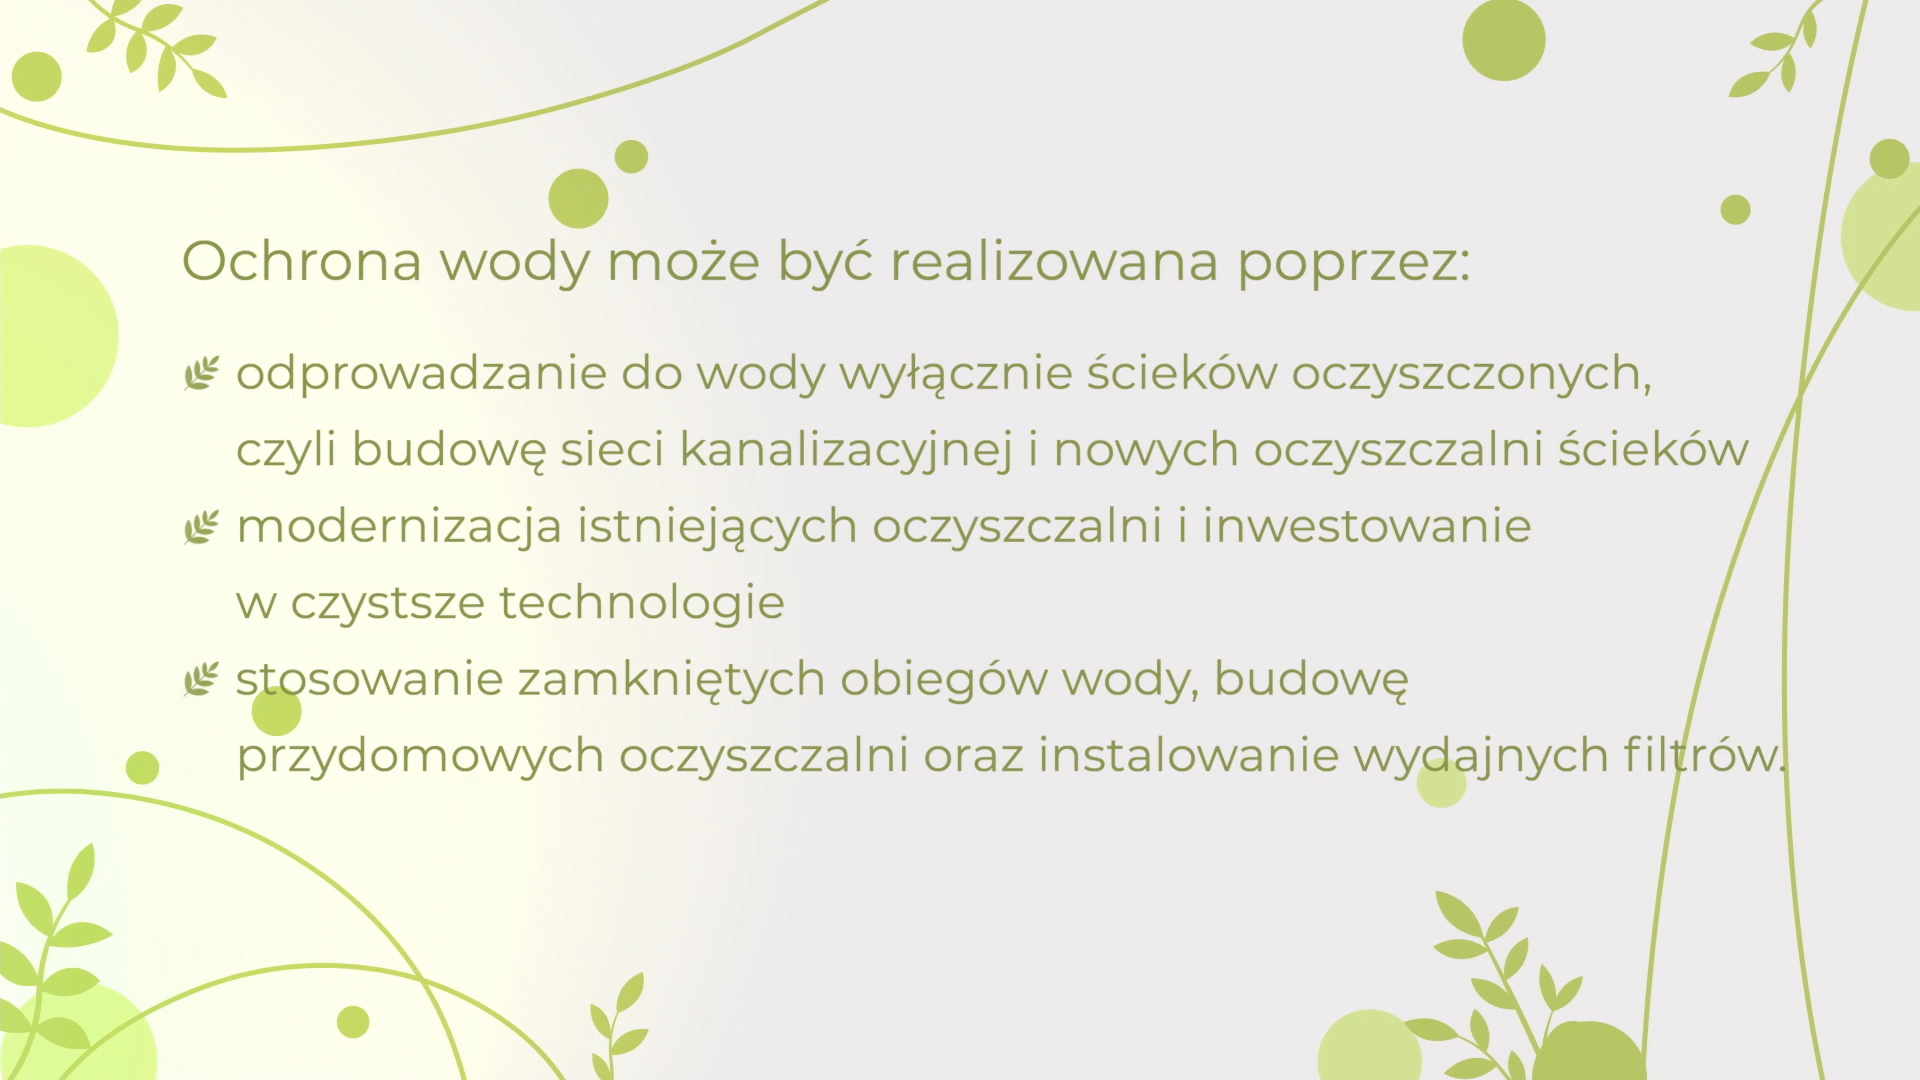 Ochrona wody może być realizowana poprzez:
odprowadzanie do wody wyłącznie ścieków oczyszczonych,
czyli budowę sieci kanalizacyjnej i nowych oczyszczalni ścieków
modernizacja istniejących oczyszczalni i inwestowanie
w czystsze technologie
stosowanie zamkniętych obiegów wody, budowę
przydomowych oczyszczalni oraz instalowanie wydajnych filtrów.